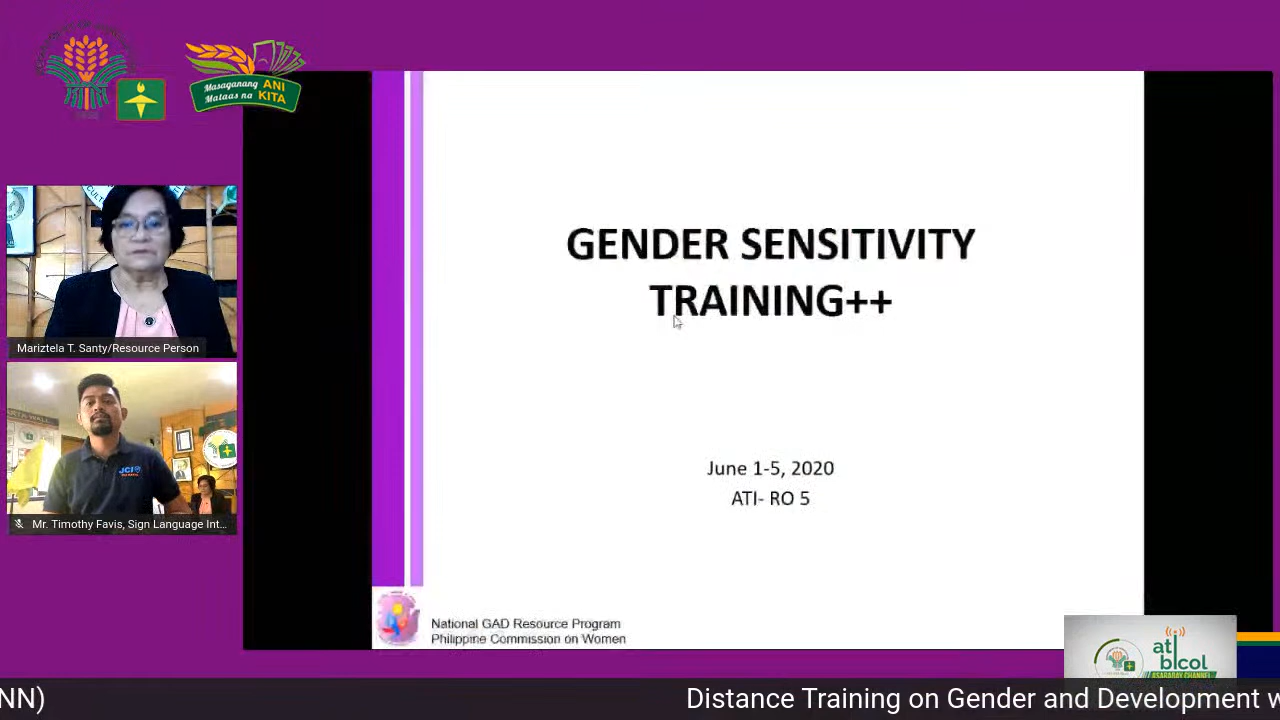 Masaganang ANI
Mataas na KITA
GENDER SENSITIVITY
TRAINING++
June 1-5, 2020
ATI- RO 5
National GAD Resource Program
Philippine Commission on Women
Mariztela T. Santy/Resource Person
JCI
Mr. Timothy Favis, Sign Language Int...
ati
bicol
NN)
Distance Training on Gender and Development w